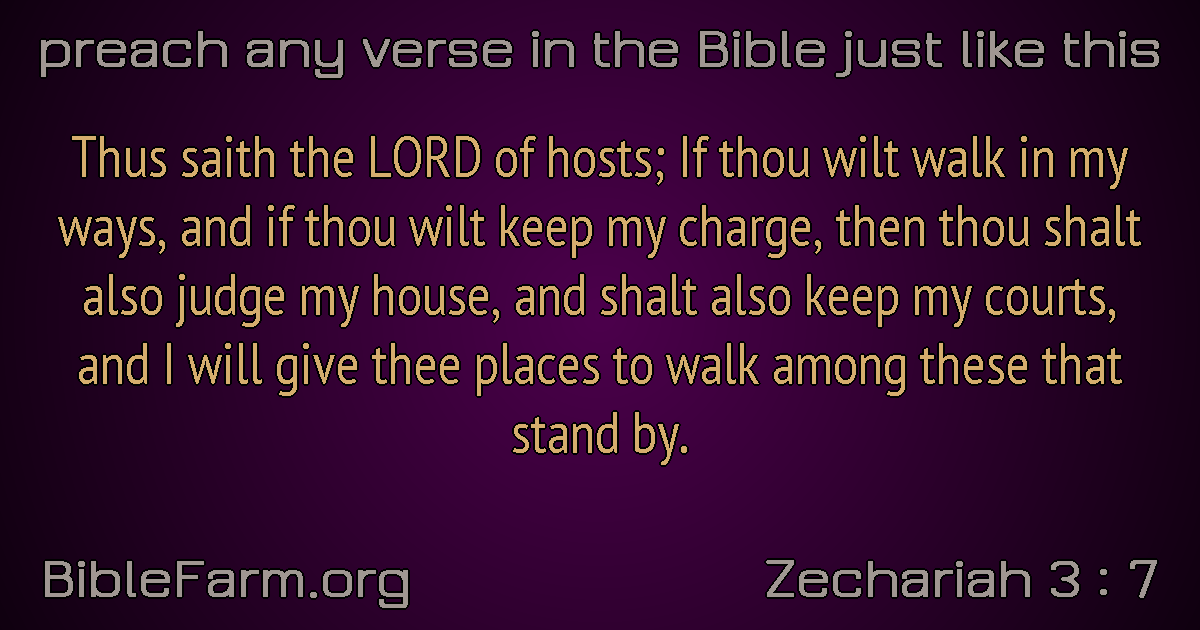 preach any verse in the Bible just like this
Thus saith the LORD of hosts; If thou wilt walk in my
ways, and if thou wilt keep my charge, then thou shalt
also judge my house, and shalt also keep my courts,
and I will give thee places to walk among these that
stand by.
BibleFarm.org
Zechariah 3 : 7